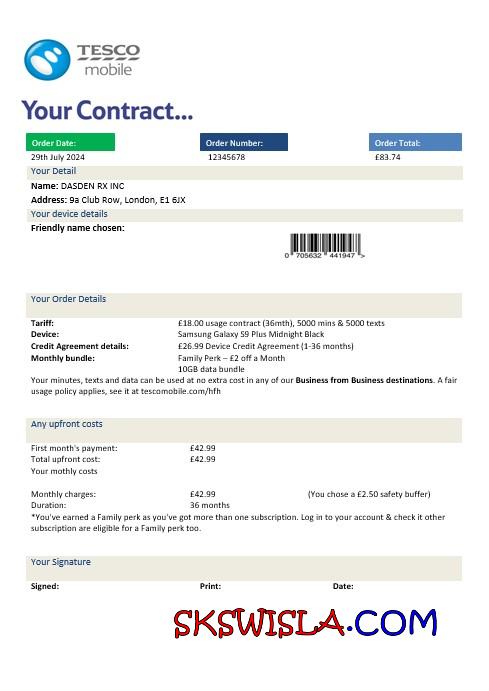 TESCO
mobile
Your Contract...
Order Date: Order Number: Order Total:
29th July 2024 12345678 £83.74
Your Detail
Name: DASDEN RX INC
Address: 9a Club Row, London, E1 6JX
Your device details
Friendly name chosen:
0 705632 441947 >
Your Order Details
Tariff: £18.00 usage contract (36mth), 5000 mins & 5000 texts
Device: Samsung Galaxy S9 Plus Midnight Black
Credit Agreement details: £26.99 Device Credit Agreement (1-36 months)
Monthly bundle: Family Perk – £2 off a Month
10GB data bundle
Your minutes, texts and data can be used at no extra cost in any of our Business from Business destinations. A fair
usage policy applies, see it at tescomobile.com/hfh
Any upfront costs
First month's payment: £42.99
Total upfront cost: £42.99
Your mothly costs
Monthly charges: £42.99 (You chose a £2.50 safety buffer)
Duration: 36 months
*You've earned a Family perk as you've got more than one subscription. Log in to your account & check it other
subscription are eligible for a Family perk too.
Your Signature
Signed: Print: Date:
SKSWISLA.COM